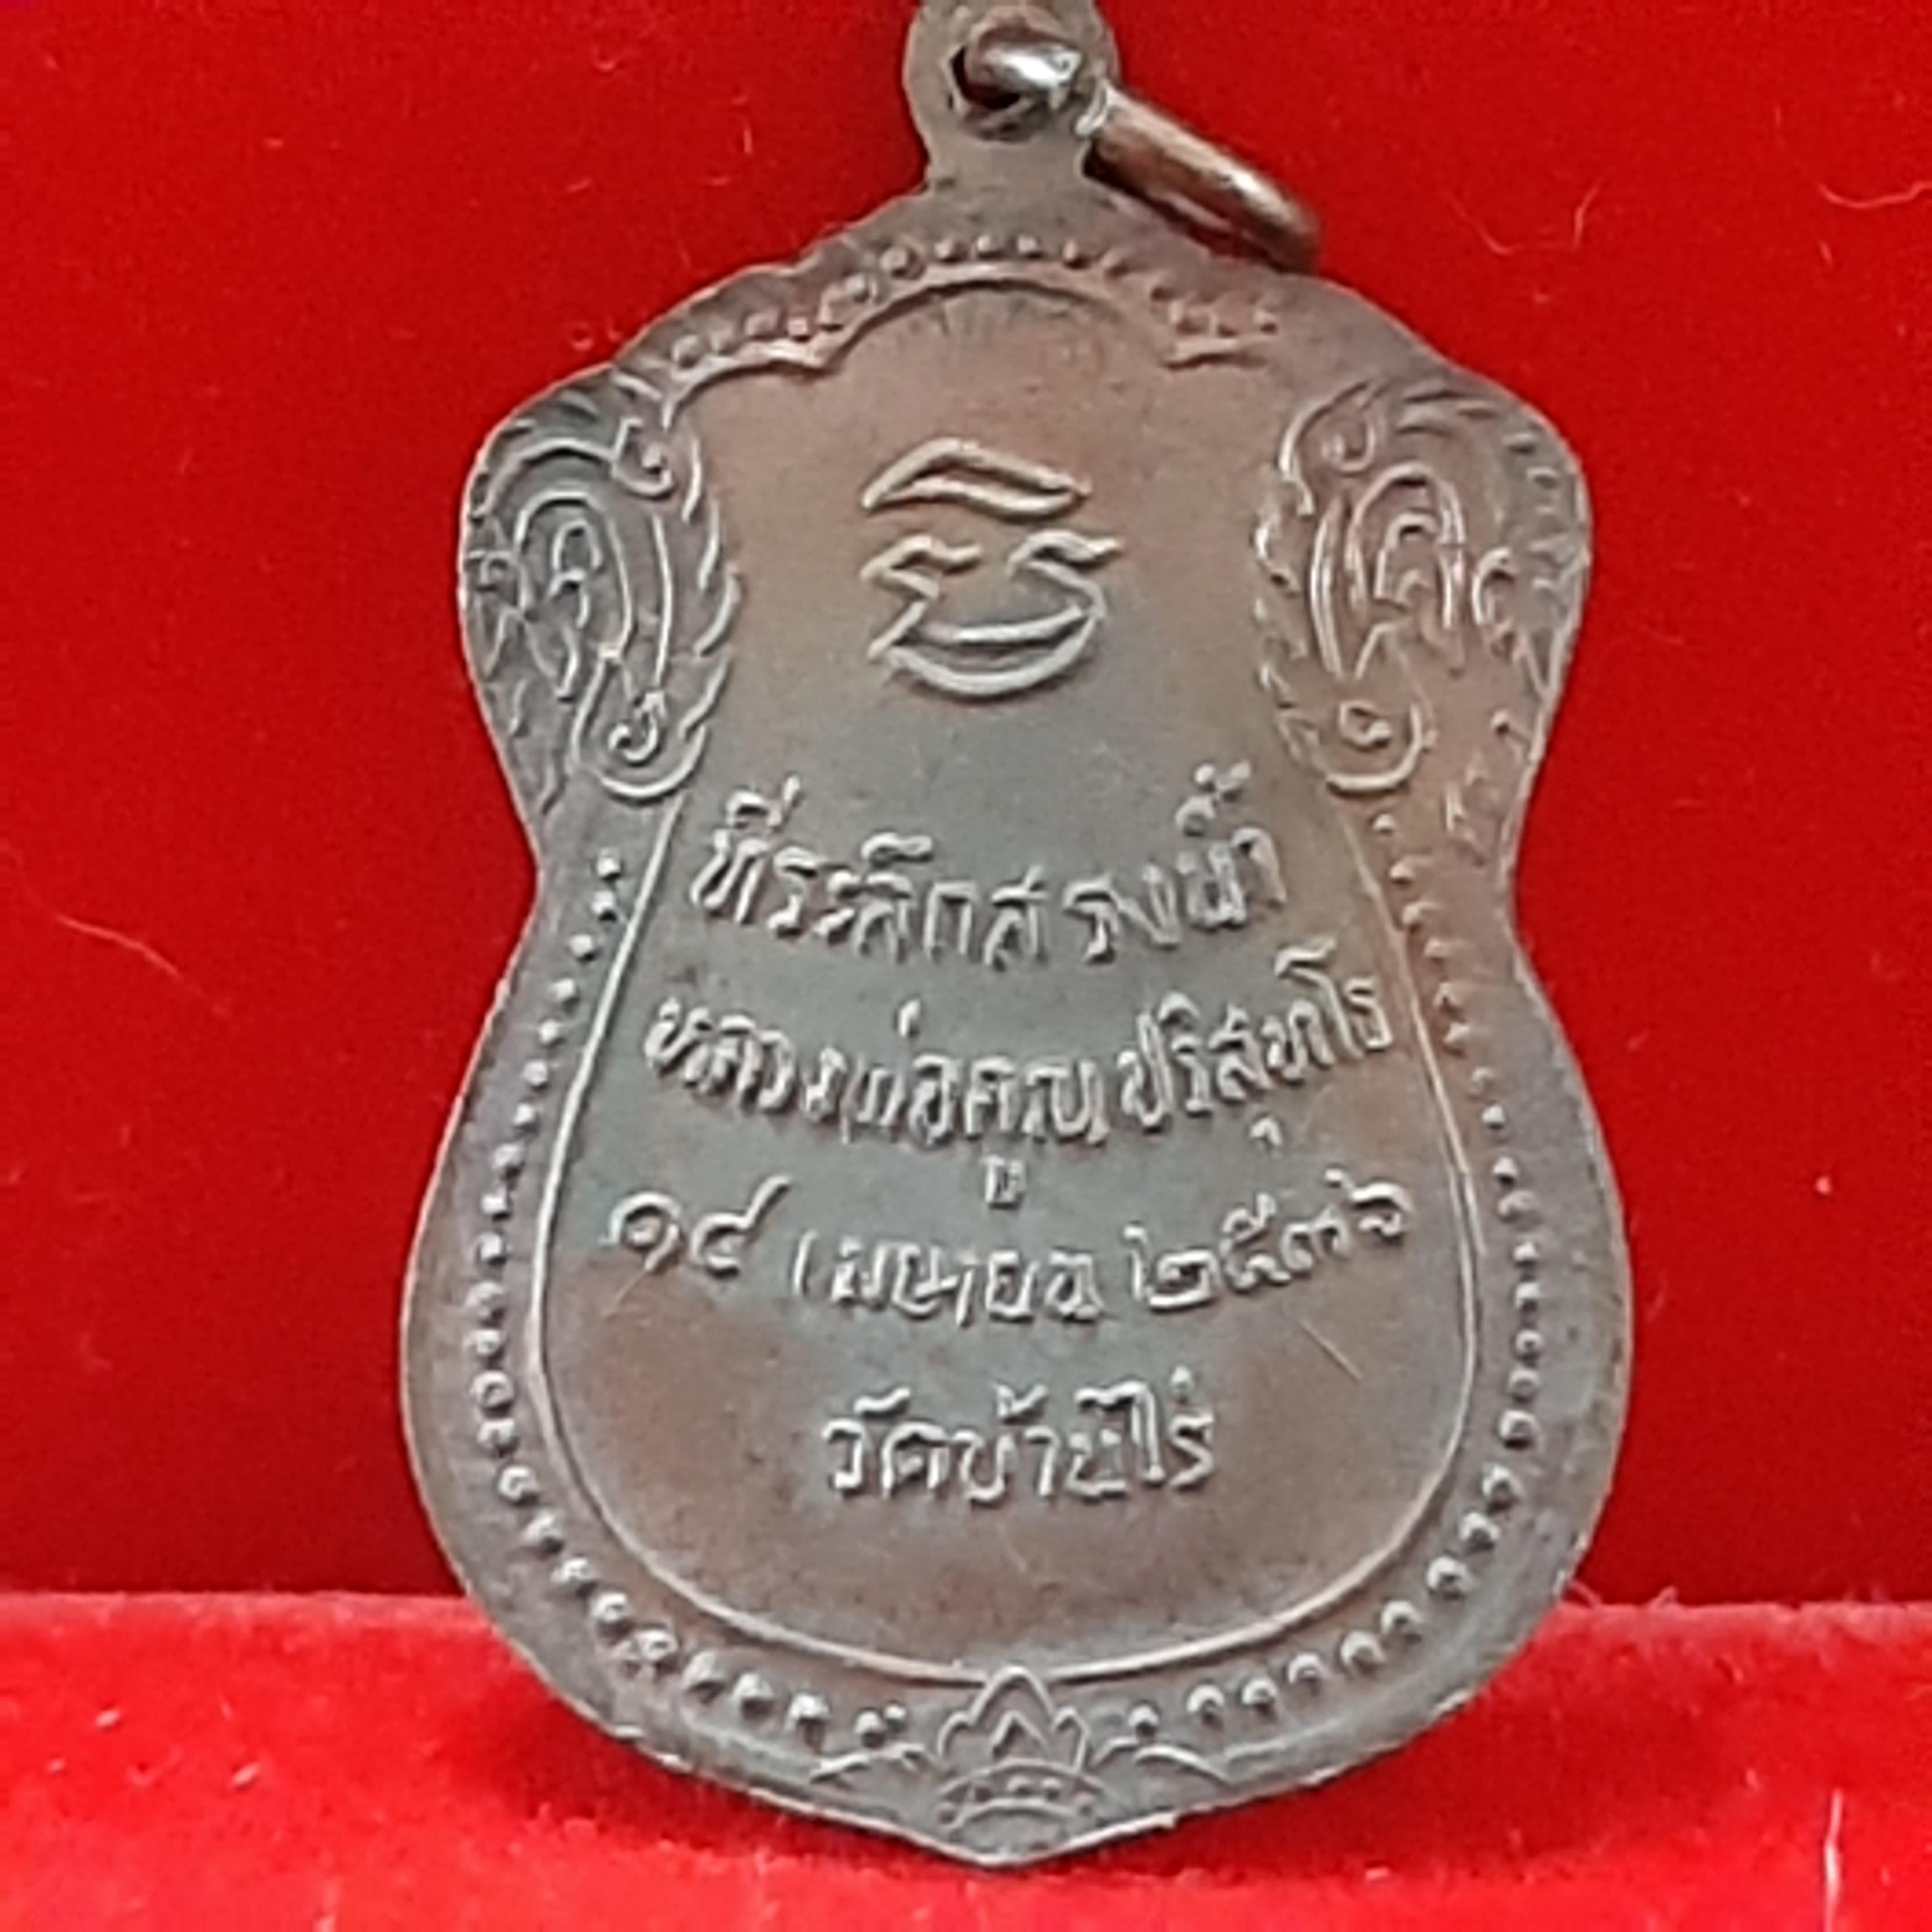 ที่ระลึกสรงน้ำ
หลวงพ่อคูณ ปริสุทโธ
๑๔ เมษายน ๒๕๓๖
วัดบ้านไร่